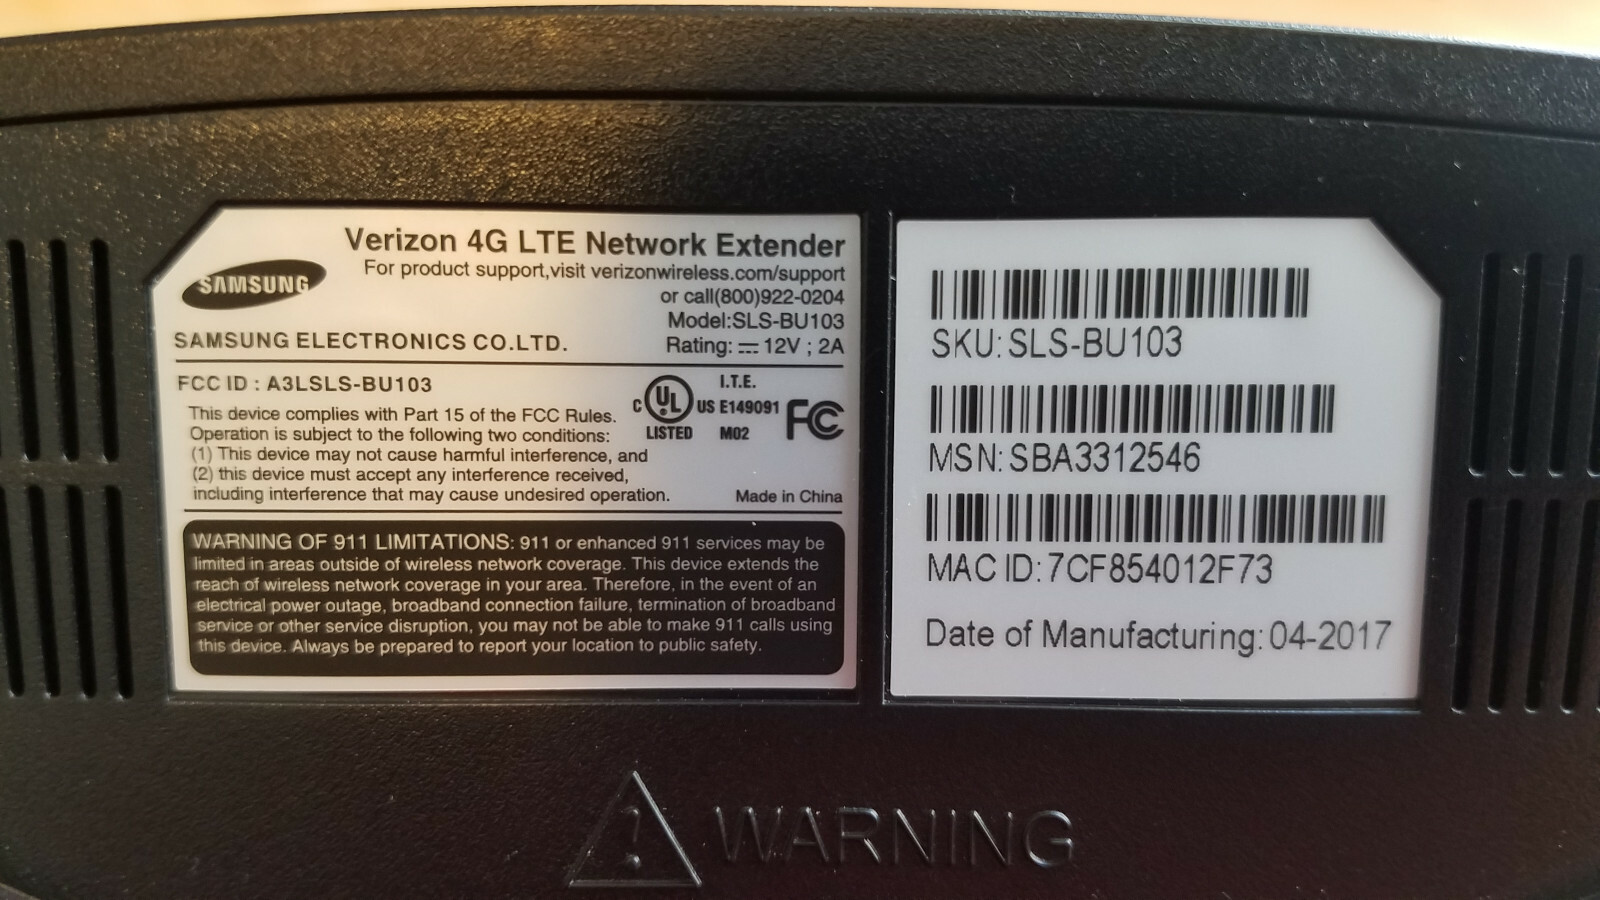 SAMSUNG
Verizon 4G LTE Network Extender
For product support,visit verizonwireless.com/support
or call(800)922-0204
Model:SLS-BU103
Rating: ⎓ 12V ; 2A
SAMSUNG ELECTRONICS CO.LTD.
FCC ID : A3LSLS-BU103
This device complies with Part 15 of the FCC Rules.
Operation is subject to the following two conditions:
(1) This device may not cause harmful interference, and
(2) this device must accept any interference received,
including interference that may cause undesired operation.
C UL US LISTED
I.T.E.
E149091
M02
FC
Made in China
WARNING OF 911 LIMITATIONS: 911 or enhanced 911 services may be
limited in areas outside of wireless network coverage. This device extends the
reach of wireless network coverage in your area. Therefore, in the event of an
electrical power outage, broadband connection failure, termination of broadband
service or other service disruption, you may not be able to make 911 calls using
this device. Always be prepared to report your location to public safety.
SKU: SLS-BU103
MSN: SBA3312546
MAC ID: 7CF854012F73
Date of Manufacturing: 04-2017
WARNING